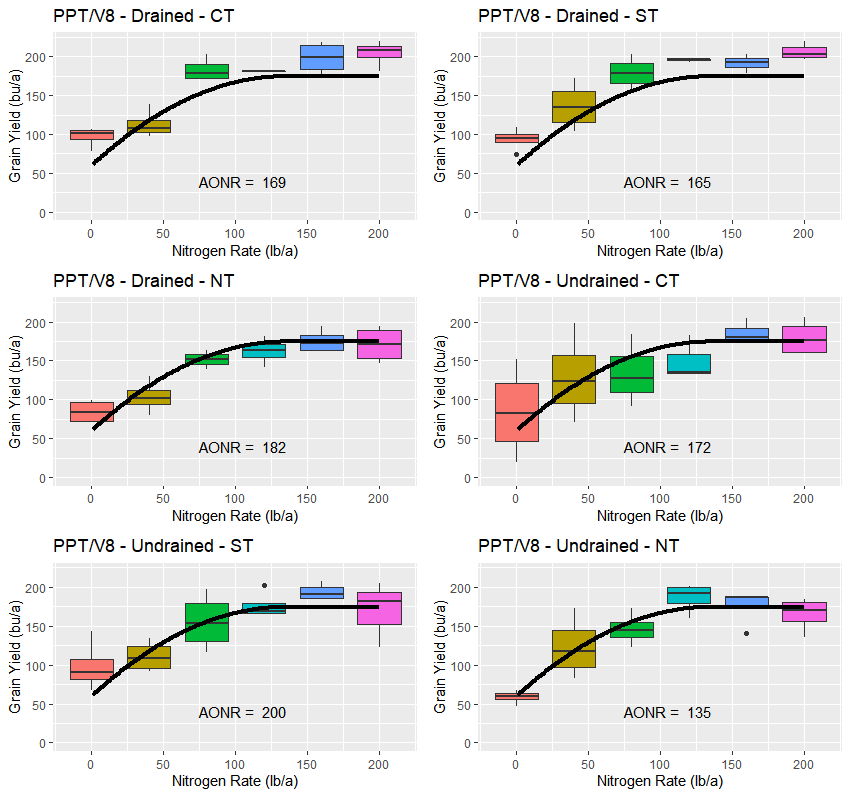 PPT/V8 - Drained - CT
Grain Yield (bu/a)
200
150
100
50
0
AONR = 169
0 50 100 150 200
Nitrogen Rate (lb/a)
PPT/V8 - Drained - ST
Grain Yield (bu/a)
200
150
100
50
0
AONR = 165
0 50 100 150 200
Nitrogen Rate (lb/a)
PPT/V8 - Drained - NT
Grain Yield (bu/a)
200
150
100
50
0
AONR = 182
0 50 100 150 200
Nitrogen Rate (lb/a)
PPT/V8 - Undrained - CT
Grain Yield (bu/a)
200
150
100
50
0
AONR = 172
0 50 100 150 200
Nitrogen Rate (lb/a)
PPT/V8 - Undrained - ST
Grain Yield (bu/a)
200
150
100
50
0
AONR = 200
0 50 100 150 200
Nitrogen Rate (lb/a)
PPT/V8 - Undrained - NT
Grain Yield (bu/a)
200
150
100
50
0
AONR = 135
0 50 100 150 200
Nitrogen Rate (lb/a)